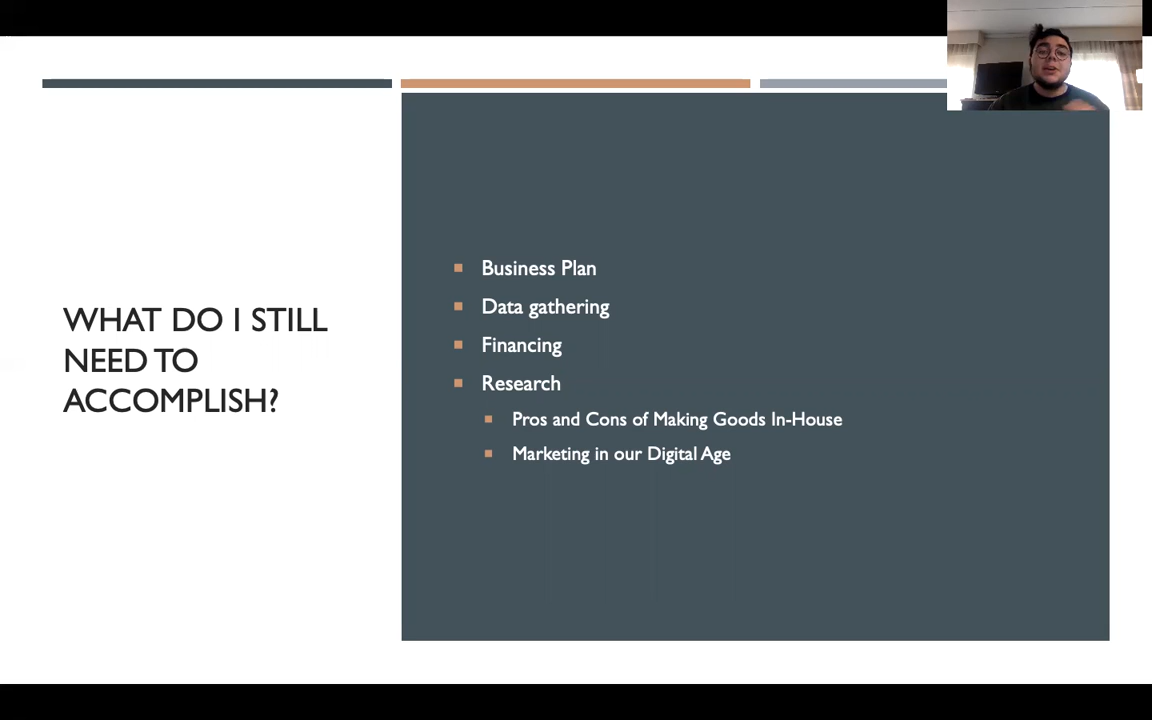 WHAT DO I STILL
NEED TO
ACCOMPLISH?
Business Plan
Data gathering
Financing
Research
Pros and Cons of Making Goods In-House
Marketing in our Digital Age